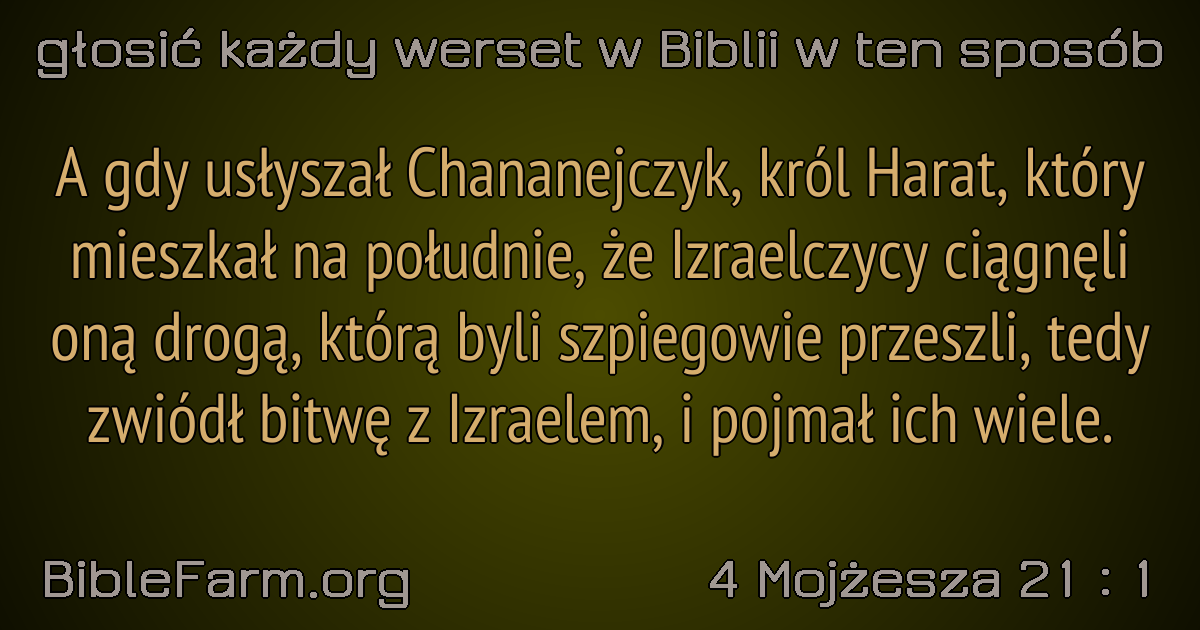 głosić każdy werset w Biblii w ten sposób
A gdy usłyszał Chananejczyk, król Harat, który
mieszkał na południe, że Izraelczycy ciągnęli
oną drogą, którą byli szpiegowie przeszli, tedy
zwiódł bitwę z Izraelem, i pojmał ich wiele.
BibleFarm.org
4 Mojżesza 21 : 1